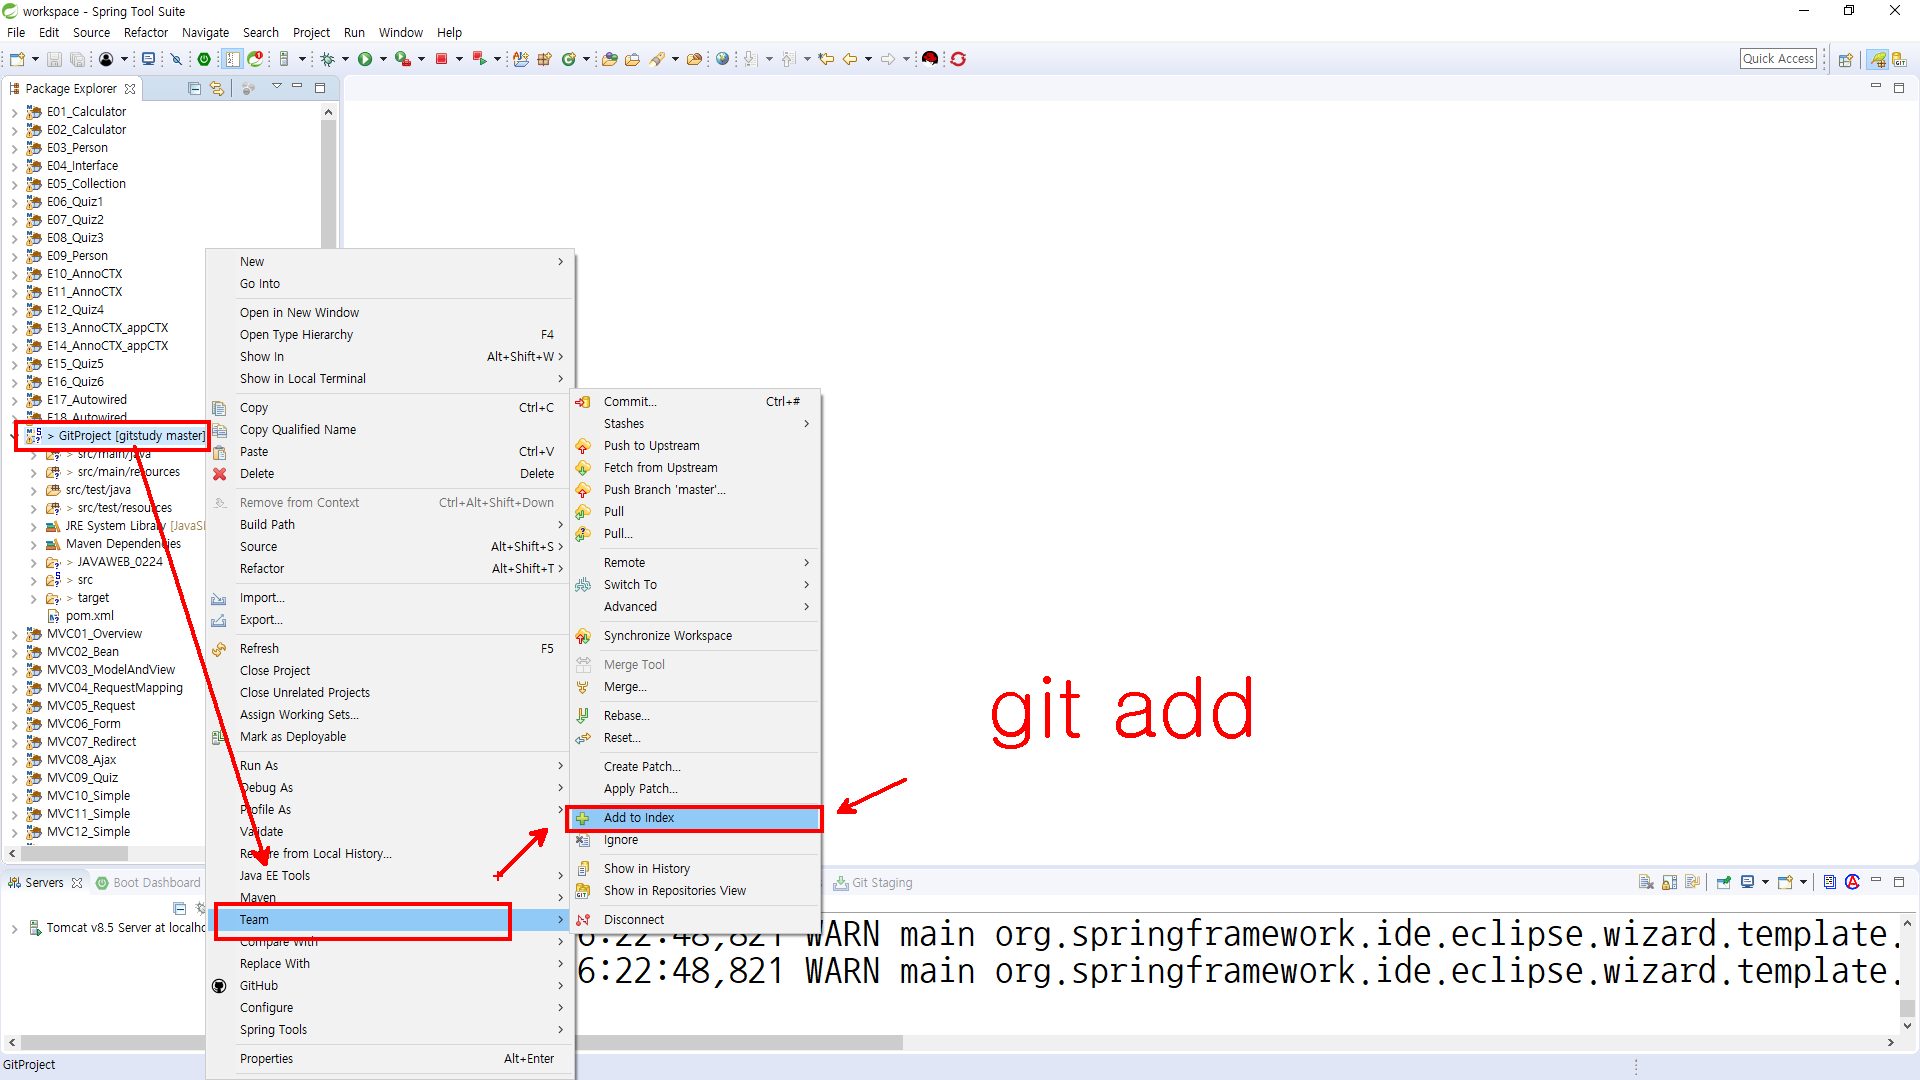 workspace - Spring Tool Suite
File Edit Source Refactor Navigate Search Project Run Window Help
Quick Access
Package Explorer
E01_Calculator
E02_Calculator
E03_Person
E04_Interface
E05_Collection
E06_Quiz1
E07_Quiz2
E08_Quiz3
E09_Person
E10_AnnoCTX
E11_AnnoCTX
E12_Quiz4
E13_AnnoCTX_appCTX
E14_AnnoCTX_appCTX
E15_Quiz5
E16_Quiz6
E17_Autowired
E18_Autowired
> GitProject [gitstudy master]
> src/main/java
> src/main/resources
src/test/java
> src/test/resources
JRE System Library [JavaSI
Maven Dependencies
> JAVAWEB_0224
> src
> target
pom.xml
MVC01_Overview
MVC02_Bean
MVC03_ModelAndView
MVC04_RequestMapping
MVC05_Request
MVC06_Form
MVC07_Redirect
MVC08_Ajax
MVC09_Quiz
MVC10_Simple
MVC11_Simple
MVC12_Simple
New
Go Into
Open in New Window
Open Type Hierarchy F4
Show In Alt+Shift+W
Show in Local Terminal
Copy Ctrl+C
Copy Qualified Name
Paste Ctrl+V
Delete Delete
Remove from Context Ctrl+Alt+Shift+Down
Build Path
Source Alt+Shift+S
Refactor Alt+Shift+T
Import...
Export...
Refresh F5
Close Project
Close Unrelated Projects
Assign Working Sets...
Mark as Deployable
Run As
Debug As
Profile As
Validate
Restore from Local History...
Java EE Tools
Maven
Team
Compare With
Replace With
GitHub
Configure
Spring Tools
Properties Alt+Enter
Commit... Ctrl+#
Stashes
Push to Upstream
Fetch from Upstream
Push Branch 'master'...
Pull
Pull...
Remote
Switch To
Advanced
Synchronize Workspace
Merge Tool
Merge...
Rebase...
Reset...
Create Patch...
Apply Patch...
Add to Index
Ignore
Show in History
Show in Repositories View
Disconnect
git add
Servers Boot Dashboard Git Staging
Tomcat v8.5 Server at localho
6:22:48,821 WARN main org.springframework.ide.eclipse.wizard.template.
6:22:48,821 WARN main org.springframework.ide.eclipse.wizard.template.
GitProject